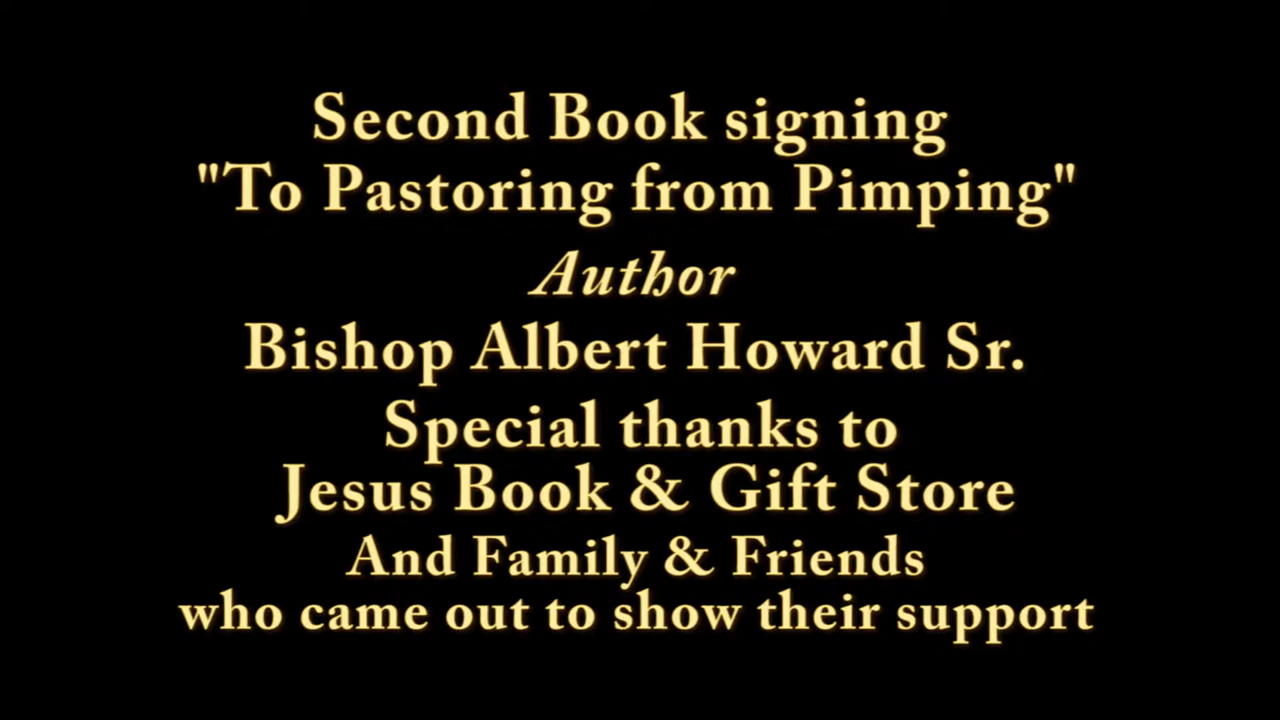 Second Book signing
"To Pastoring from Pimping"
Author
Bishop Albert Howard Sr.
Special thanks to
Jesus Book & Gift Store
And Family & Friends
who came out to show their support